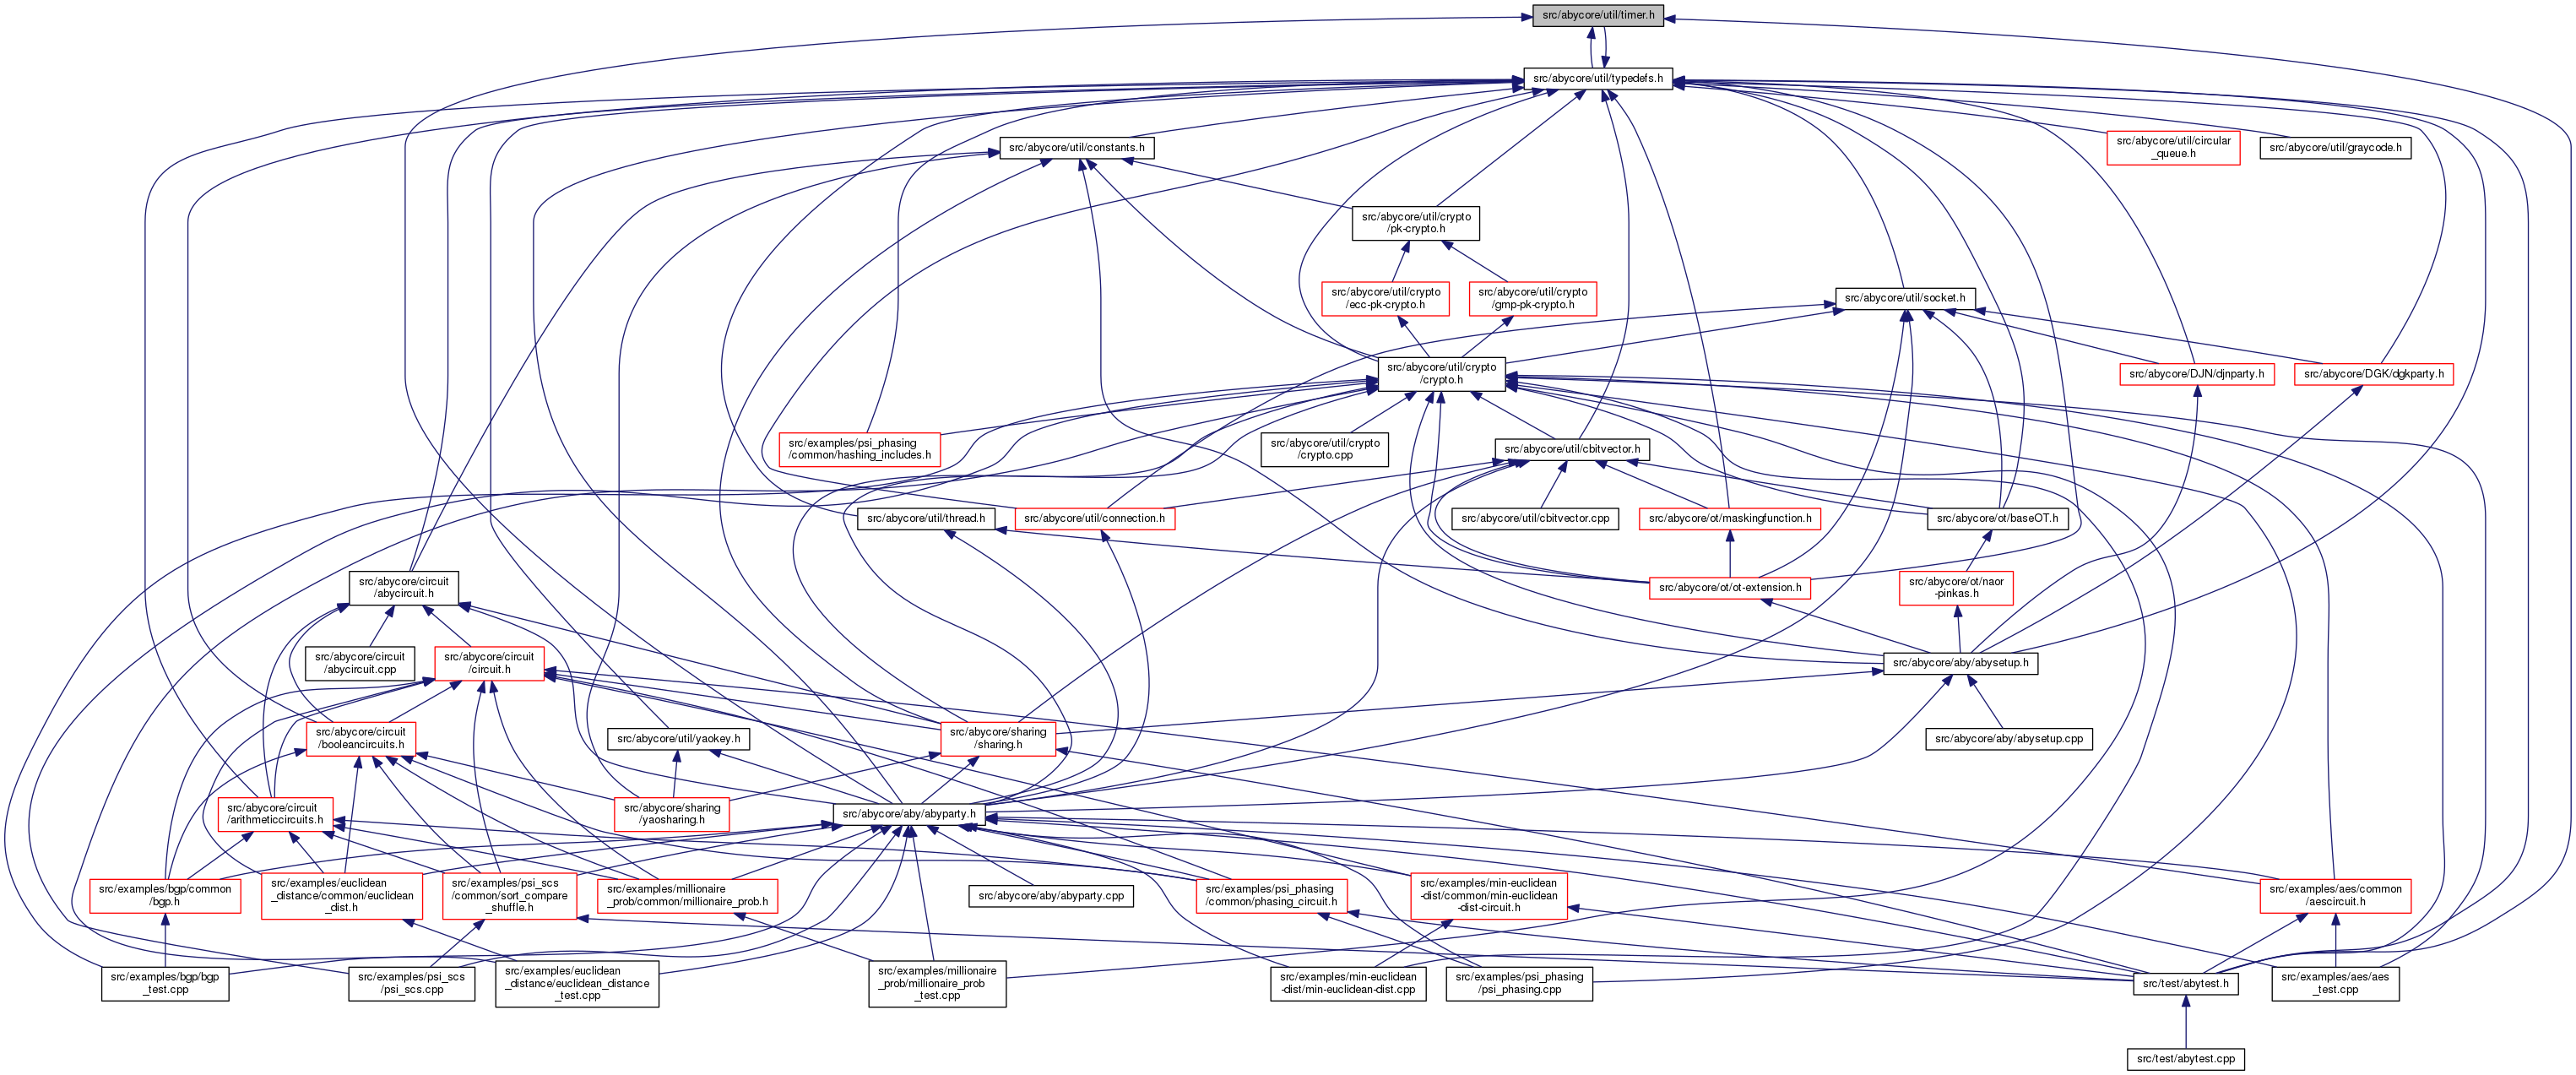 src/abycore/util/timer.h
src/abycore/util/typedefs.h
src/abycore/util/constants.h
src/abycore/util/circular
_queue.h
src/abycore/util/graycode.h
src/abycore/util/crypto
/pk-crypto.h
src/abycore/util/crypto
/ecc-pk-crypto.h
src/abycore/util/crypto
/gmp-pk-crypto.h
src/abycore/util/socket.h
src/abycore/util/crypto
/crypto.h
src/abycore/DJN/djnparty.h
src/abycore/DGK/dgkparty.h
src/examples/psi_phasing
/common/hashing_includes.h
src/abycore/util/crypto
/crypto.cpp
src/abycore/util/cbitvector.h
src/abycore/util/thread.h
src/abycore/util/connection.h
src/abycore/util/cbitvector.cpp
src/abycore/ot/maskingfunction.h
src/abycore/ot/baseOT.h
src/abycore/circuit
/abycircuit.h
src/abycore/ot/ot-extension.h
src/abycore/ot/naor
-pinkas.h
src/abycore/circuit
/abycircuit.cpp
src/abycore/circuit
/circuit.h
src/abycore/aby/abysetup.h
src/abycore/circuit
/booleancircuits.h
src/abycore/util/yaokey.h
src/abycore/sharing
/sharing.h
src/abycore/aby/abysetup.cpp
src/abycore/circuit
/arithmeticcircuits.h
src/abycore/sharing
/yaosharing.h
src/abycore/aby/abyparty.h
src/examples/bgp/common
/bgp.h
src/examples/euclidean
_distance/common/euclidean
_dist.h
src/examples/psi_scs
/common/sort_compare
_shuffle.h
src/examples/millionaire
_prob/common/millionaire_prob.h
src/abycore/aby/abyparty.cpp
src/examples/psi_phasing
/common/phasing_circuit.h
src/examples/min-euclidean
-dist/common/min-euclidean
-dist-circuit.h
src/examples/aes/common
/aescircuit.h
src/examples/bgp/bgp
_test.cpp
src/examples/psi_scs
/psi_scs.cpp
src/examples/euclidean
_distance/euclidean_distance
_test.cpp
src/examples/millionaire
_prob/millionaire_prob
_test.cpp
src/examples/min-euclidean
-dist/min-euclidean-dist.cpp
src/examples/psi_phasing
/psi_phasing.cpp
src/test/abytest.h
src/examples/aes/aes
_test.cpp
src/test/abytest.cpp